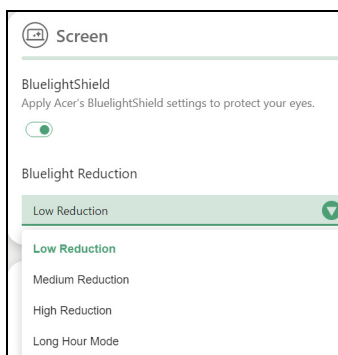 Screen
BluelightShield
Apply Acer's BluelightShield settings to protect your eyes.
Bluelight Reduction
Low Reduction
Low Reduction
Medium Reduction
High Reduction
Long Hour Mode